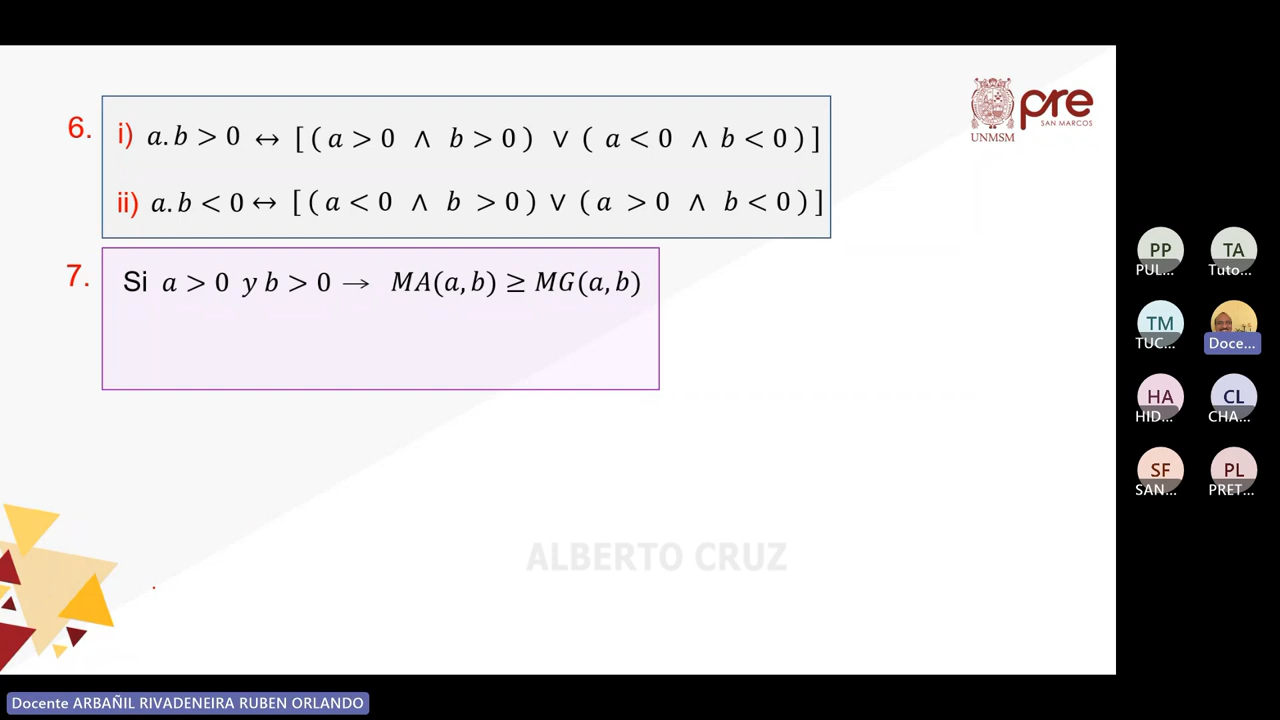 6. i) a.b > 0 ↔ [(a > 0 ∧ b > 0) ∨ (a < 0 ∧ b < 0)]
ii) a.b < 0 ↔ [(a < 0 ∧ b > 0) ∨ (a > 0 ∧ b < 0)]
7. Si a > 0 y b > 0 → MA(a, b) ≥ MG(a, b)
UNMSM
pre
SAN MARCOS
PP
PUL...
TA
Tuto...
TM
TUC...
Doce...
HA
HID...
CL
CHA...
SF
SAN...
PL
PRET...
ALBERTO CRUZ
Docente ARBAÑIL RIVADENEIRA RUBEN ORLANDO